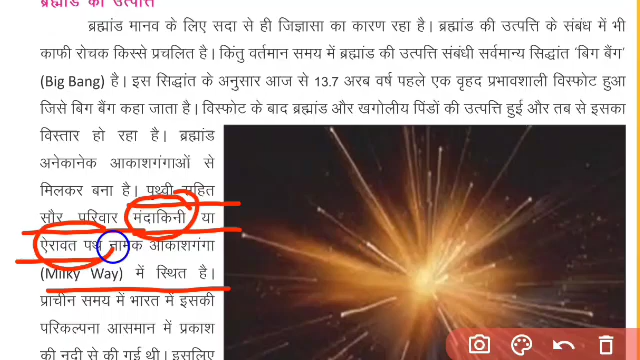 ब्रह्मांड की उत्पत्ति
ब्रह्मांड मानव के लिए सदा से ही जिज्ञासा का कारण रहा है। ब्रह्मांड की उत्पत्ति के संबंध में भी
काफी रोचक किस्से प्रचलित है। किंतु वर्तमान समय में ब्रह्मांड की उत्पत्ति संबंधी सर्वमान्य सिद्धांत 'बिग बैंग'
(Big Bang) है। इस सिद्धांत के अनुसार आज से 13.7 अरब वर्ष पहले एक वृहद प्रभावशाली विस्फोट हुआ
जिसे बिग बैंग कहा जाता है। विस्फोट के बाद ब्रह्मांड और खगोलीय पिंडों की उत्पत्ति हुई और तब से इसका
विस्तार हो रहा है। ब्रह्मांड
अनेकानेक आकाशगंगाओं से
मिलकर बना है। पृथ्वी सहित
सौर परिवार मंदाकिनी या
ऐरावत पथ नामक आकाशगंगा
(Milky Way) में स्थित है।
प्राचीन समय में भारत में इसकी
परिकल्पना आसमान में प्रकाश
की नदी से की गई थी। इसलिए